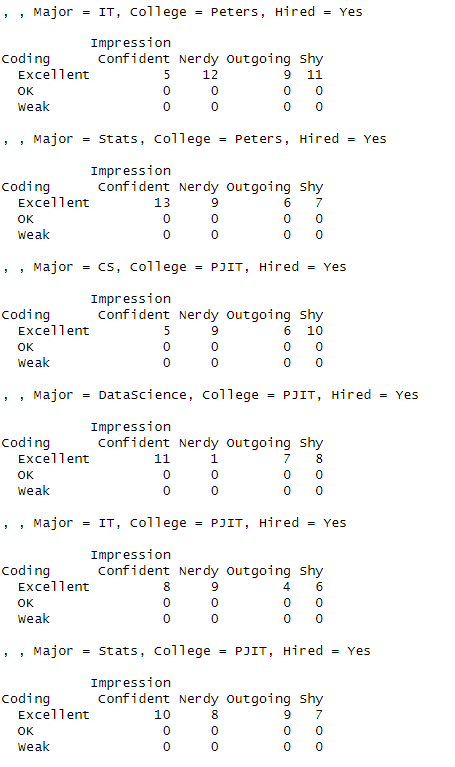 , , Major = IT, College = Peters, Hired = Yes
Impression
Coding Confident Nerdy Outgoing Shy
Excellent 5 12 9 11
OK 0 0 0 0
Weak 0 0 0 0
, , Major = Stats, College = Peters, Hired = Yes
Impression
Coding Confident Nerdy Outgoing Shy
Excellent 13 9 6 7
OK 0 0 0 0
Weak 0 0 0 0
, , Major = CS, College = PJIT, Hired = Yes
Impression
Coding Confident Nerdy Outgoing Shy
Excellent 5 9 6 10
OK 0 0 0 0
Weak 0 0 0 0
, , Major = DataScience, College = PJIT, Hired = Yes
Impression
Coding Confident Nerdy Outgoing Shy
Excellent 11 1 7 8
OK 0 0 0 0
Weak 0 0 0 0
, , Major = IT, College = PJIT, Hired = Yes
Impression
Coding Confident Nerdy Outgoing Shy
Excellent 8 9 4 6
OK 0 0 0 0
Weak 0 0 0 0
, , Major = Stats, College = PJIT, Hired = Yes
Impression
Coding Confident Nerdy Outgoing Shy
Excellent 10 8 9 7
OK 0 0 0 0
Weak 0 0 0 0